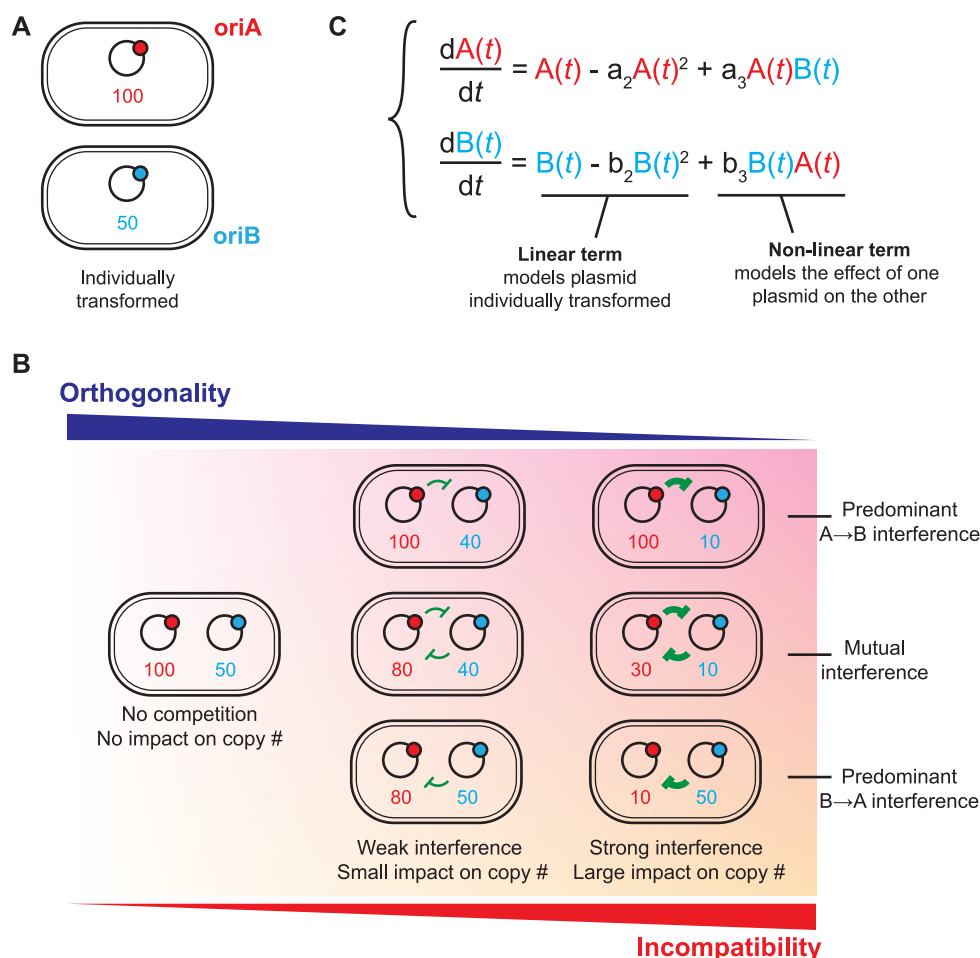 A
oriA
100
50
oriB
Individually
transformed
C
dA(t)
dt
= A(t) - a₂A(t)² + a₃A(t)B(t)
dB(t)
dt
= B(t) - b₂B(t)² + b₃B(t)A(t)
Linear term
models plasmid
individually transformed
Non-linear term
models the effect of one
plasmid on the other
B
Orthogonality
100 40
100 10
Predominant
A→B interference
100 50
No competition
No impact on copy #
80 40
30 10
Mutual
interference
80 50
10 50
Predominant
B→A interference
Weak interference
Small impact on copy #
Strong interference
Large impact on copy #
Incompatibility